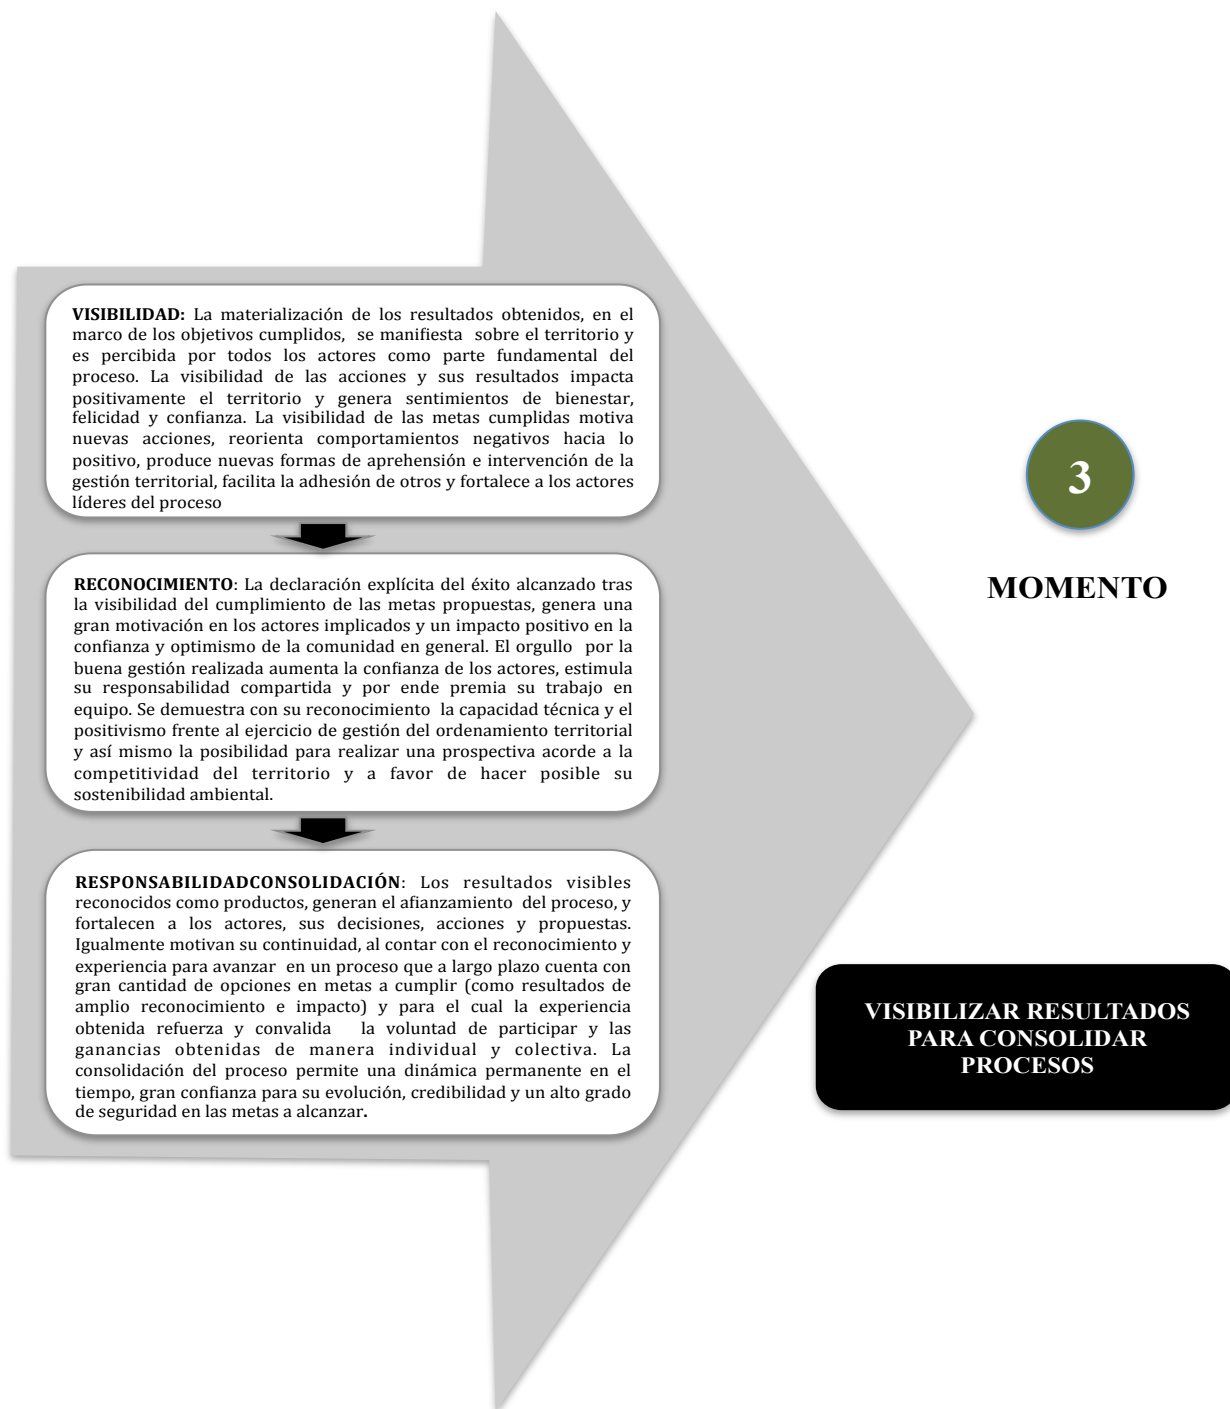 VISIBILIDAD: La materialización de los resultados obtenidos, en el
marco de los objetivos cumplidos, se manifiesta sobre el territorio y
es percibida por todos los actores como parte fundamental del
proceso. La visibilidad de las acciones y sus resultados impacta
positivamente el territorio y genera sentimientos de bienestar,
felicidad y confianza. La visibilidad de las metas cumplidas motiva
nuevas acciones, reorienta comportamientos negativos hacia lo
positivo, produce nuevas formas de aprehensión e intervención de la
gestión territorial, facilita la adhesión de otros y fortalece a los actores
líderes del proceso
RECONOCIMIENTO: La declaración explícita del éxito alcanzado tras
la visibilidad del cumplimiento de las metas propuestas, genera una
gran motivación en los actores implicados y un impacto positivo en la
confianza y optimismo de la comunidad en general. El orgullo por la
buena gestión realizada aumenta la confianza de los actores, estimula
su responsabilidad compartida y por ende premia su trabajo en
equipo. Se demuestra con su reconocimiento la capacidad técnica y el
positivismo frente al ejercicio de gestión del ordenamiento territorial
y así mismo la posibilidad para realizar una prospectiva acorde a la
competitividad del territorio y a favor de hacer posible su
sostenibilidad ambiental.
RESPONSABILIDADCONSOLIDACIÓN: Los resultados visibles
reconocidos como productos, generan el afianzamiento del proceso, y
fortalecen a los actores, sus decisiones, acciones y propuestas.
Igualmente motivan su continuidad, al contar con el reconocimiento y
experiencia para avanzar en un proceso que a largo plazo cuenta con
gran cantidad de opciones en metas a cumplir (como resultados de
amplio reconocimiento e impacto) y para el cual la experiencia
obtenida refuerza y convalida la voluntad de participar y las
ganancias obtenidas de manera individual y colectiva. La
consolidación del proceso permite una dinámica permanente en el
tiempo, gran confianza para su evolución, credibilidad y un alto grado
de seguridad en las metas a alcanzar.
3
MOMENTO
VISIBILIZAR RESULTADOS
PARA CONSOLIDAR
PROCESOS